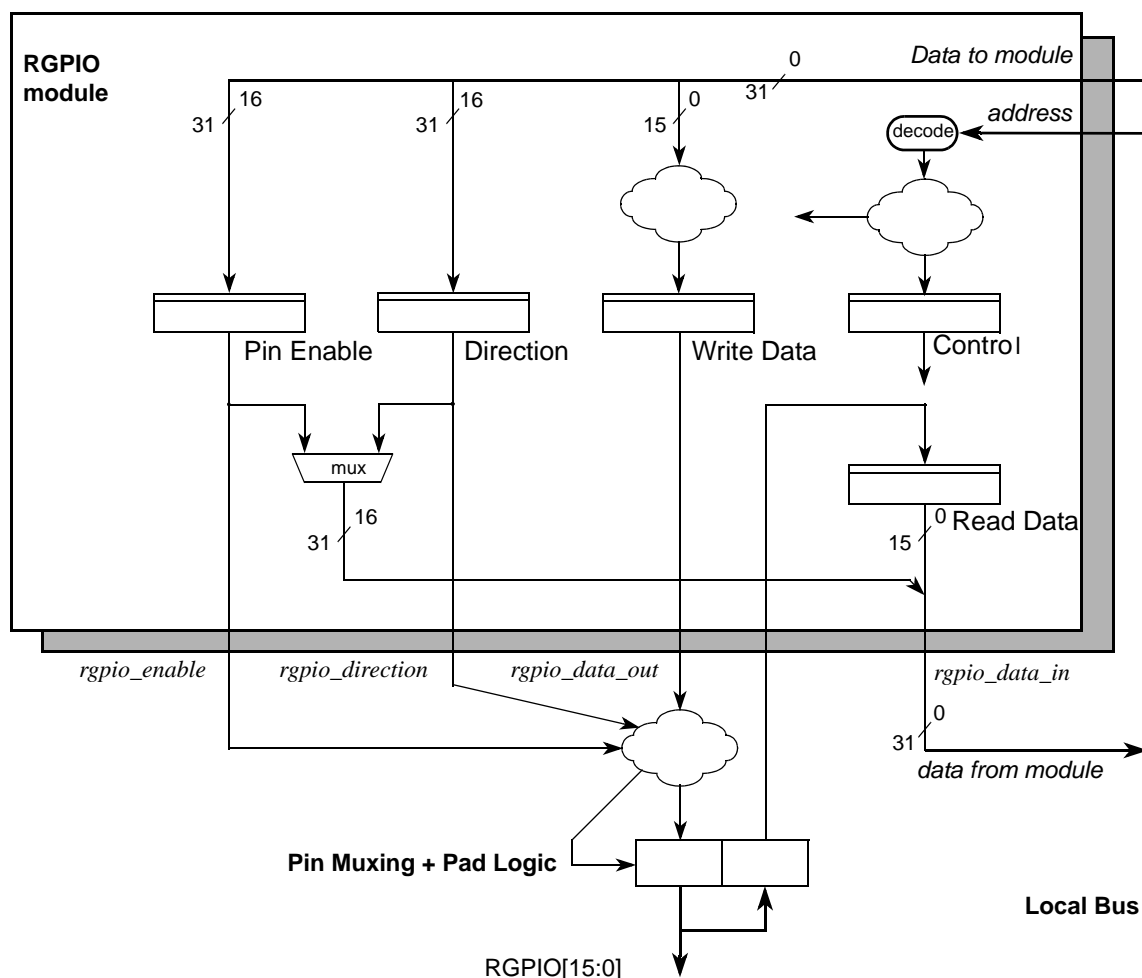 RGPIO
module
Data to module
0
31
16
31
16
31
0
15
address
decode
Pin Enable
Direction
Write Data
Control
mux
16
31
0
15
Read Data
rgpio_enable
rgpio_direction
rgpio_data_out
rgpio_data_in
0
31
data from module
Pin Muxing + Pad Logic
Local Bus
RGPIO[15:0]